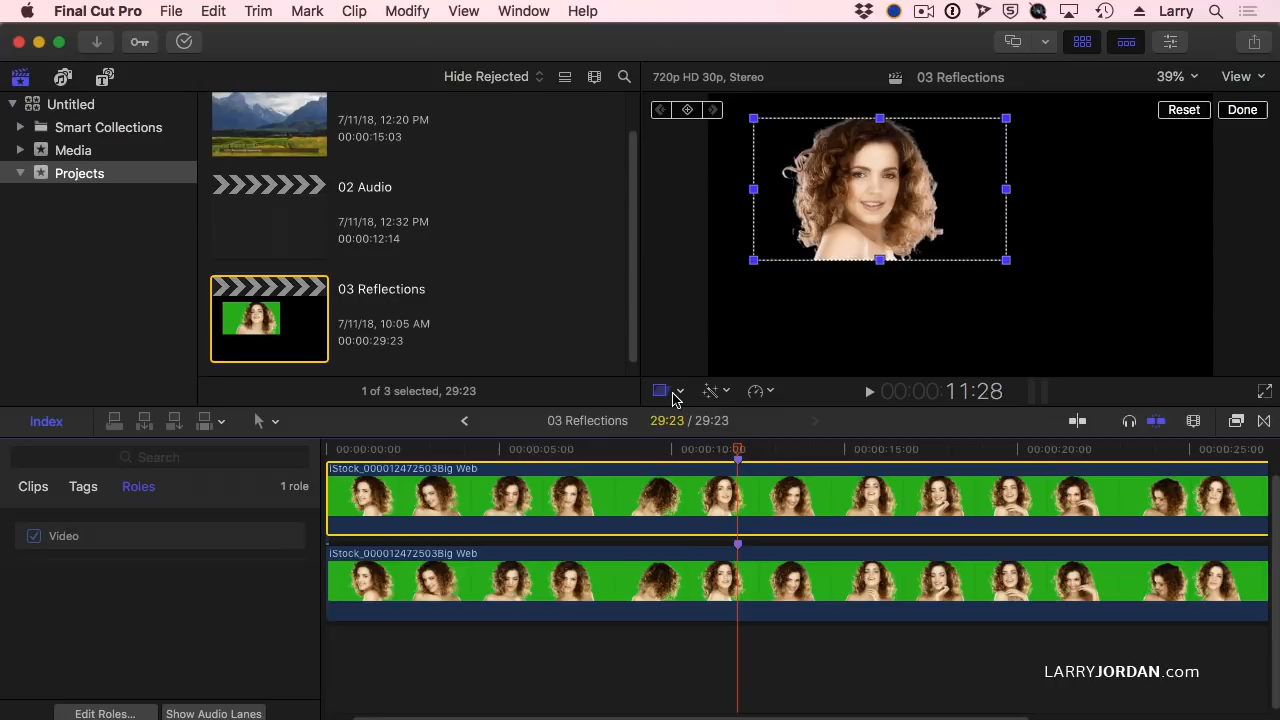 Final Cut Pro File Edit Trim Mark Clip Modify View Window Help Larry
Hide Rejected
720p HD 30p, Stereo 03 Reflections 39% View
Untitled
Smart Collections
Media
Projects
7/11/18, 12:20 PM
00:00:15:03
02 Audio
7/11/18, 12:32 PM
00:00:12:14
03 Reflections
7/11/18, 10:05 AM
00:00:29:23
Reset Done
1 of 3 selected, 29:23
00:00:11:28
Index
03 Reflections 29:23 / 29:23
Search
00:00:00:00 00:00:05:00 00:00:10:00 00:00:15:00 00:00:20:00 00:00:25:00
Clips Tags Roles 1 role
Video
iStock_000012472503Big Web
iStock_000012472503Big Web
LARRYJORDAN.com
Edit Roles... Show Audio Lanes